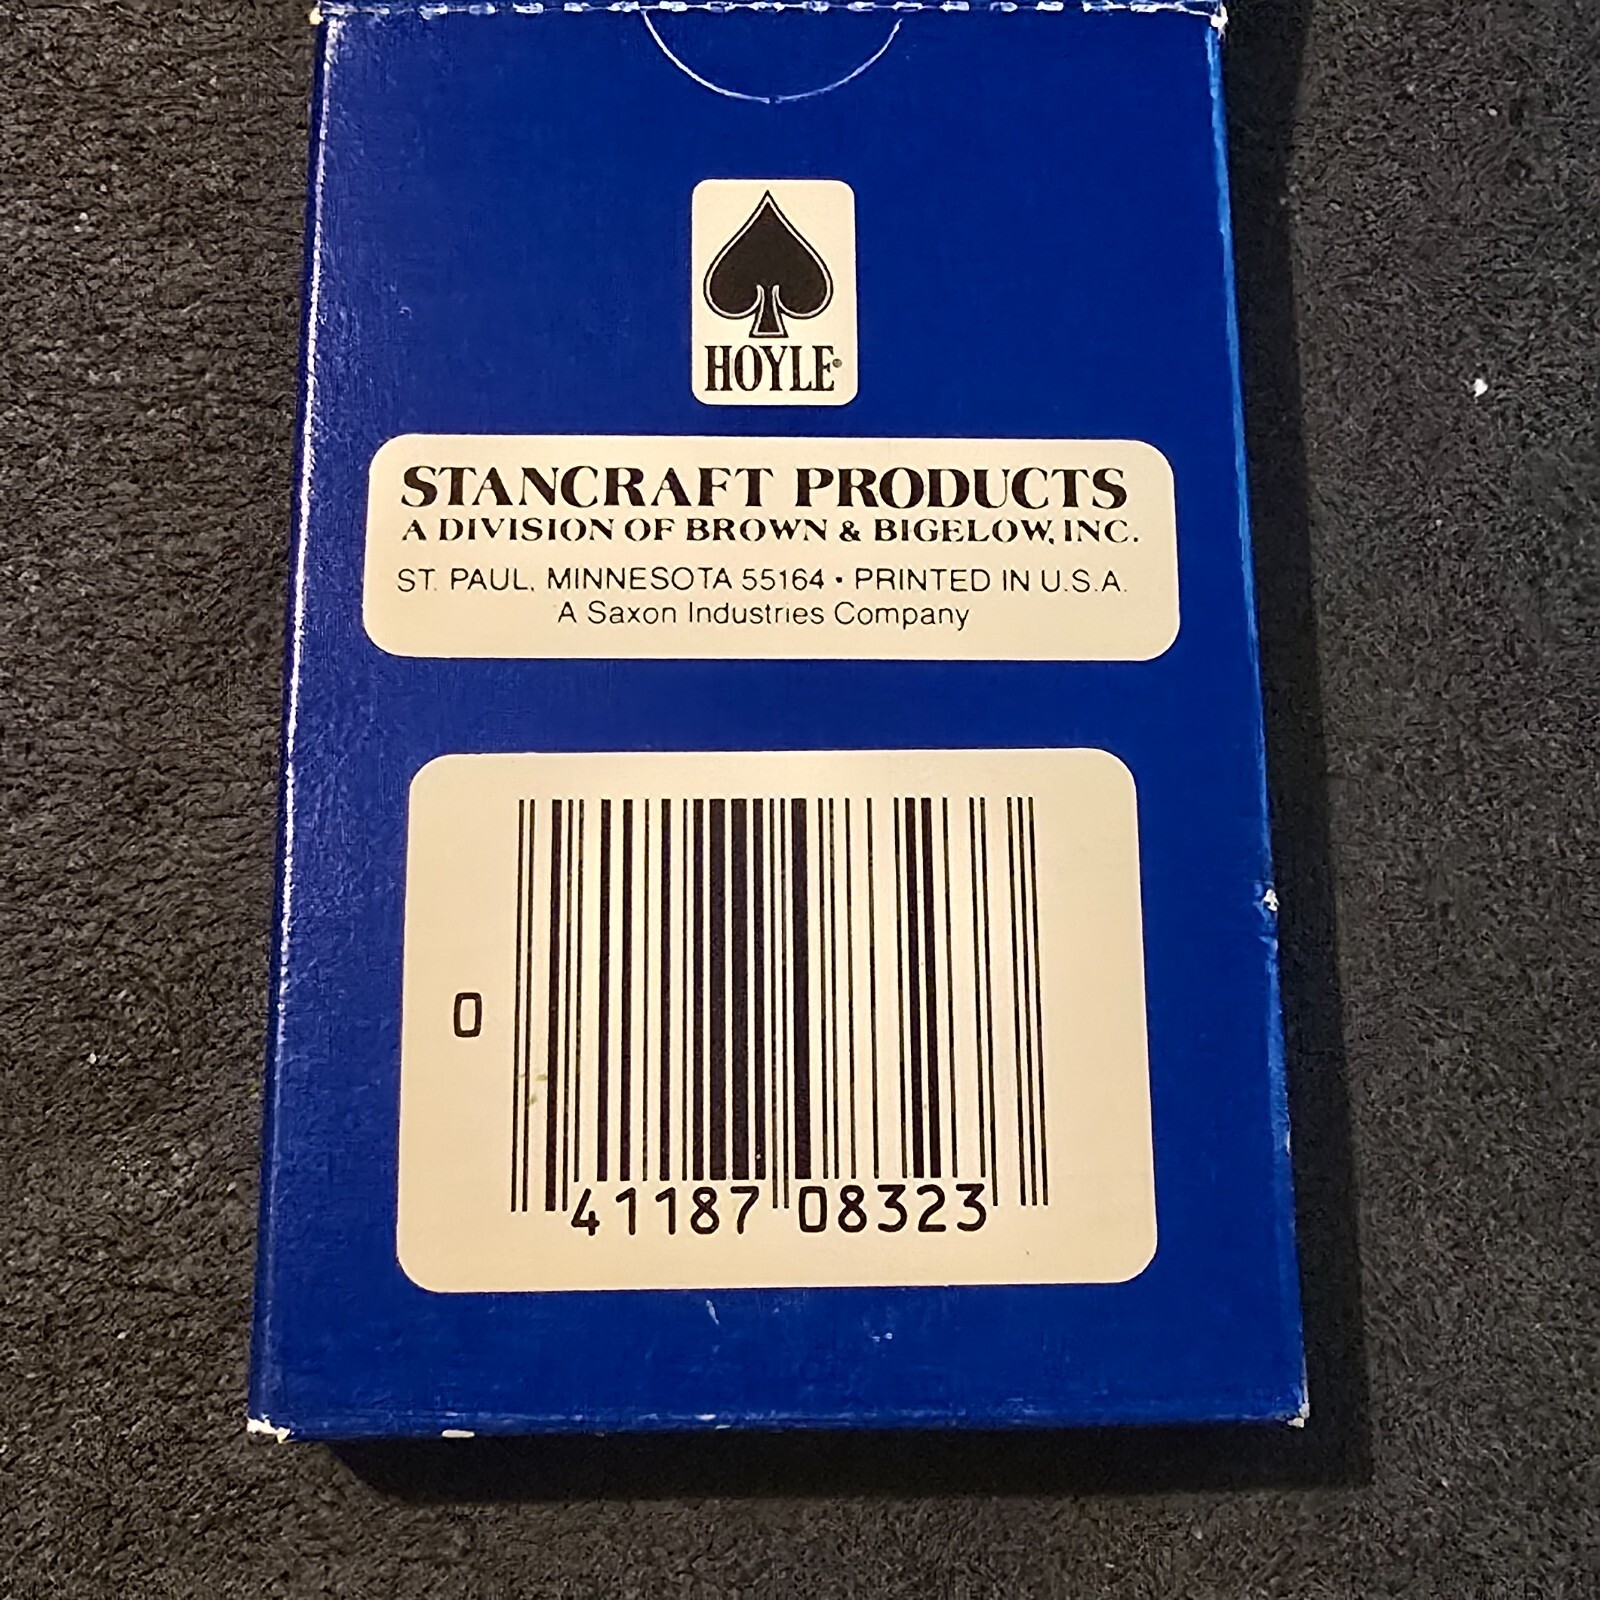 HOYLE®
STANCRAFT PRODUCTS
A DIVISION OF BROWN & BIGELOW, INC.
ST. PAUL, MINNESOTA 55164 • PRINTED IN U.S.A.
A Saxon Industries Company
0
41187 08323